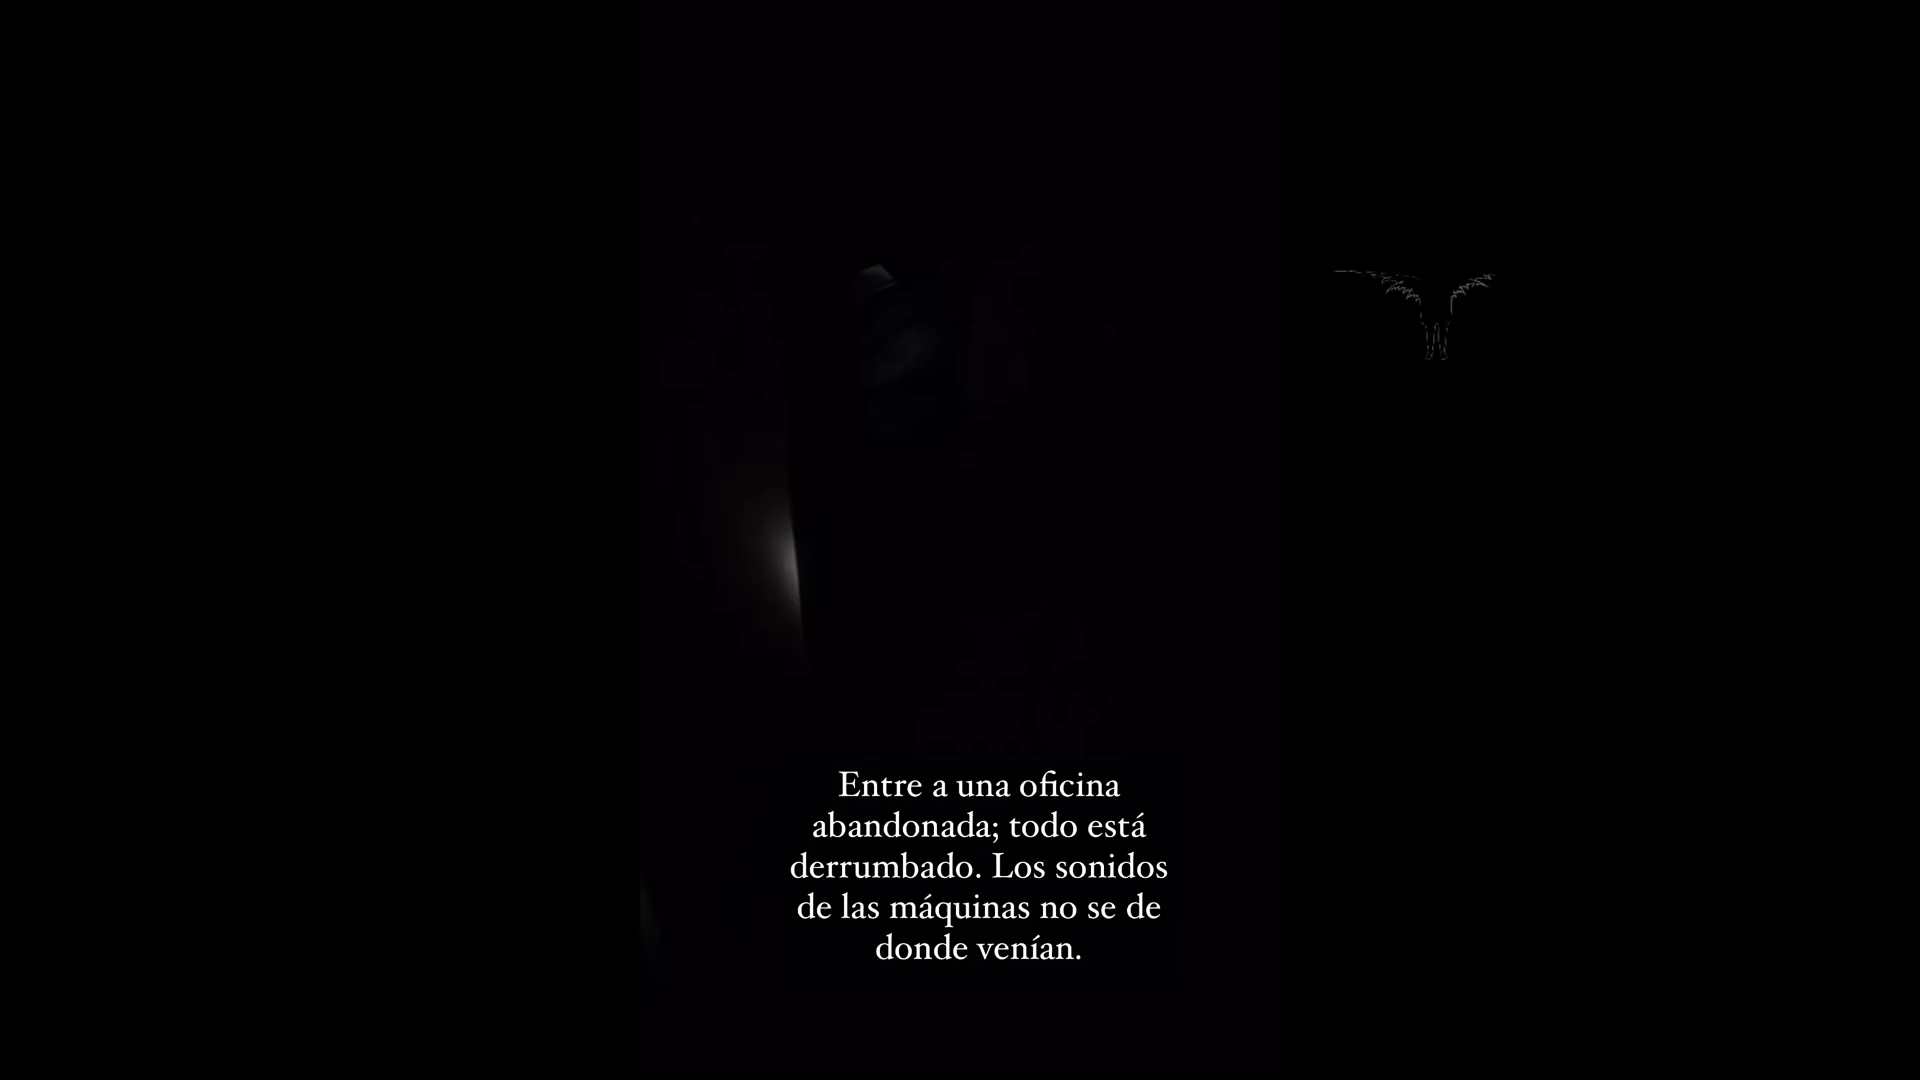 Entre a una oficina
abandonada; todo está
derrumbado. Los sonidos
de las máquinas no se de
donde venían.